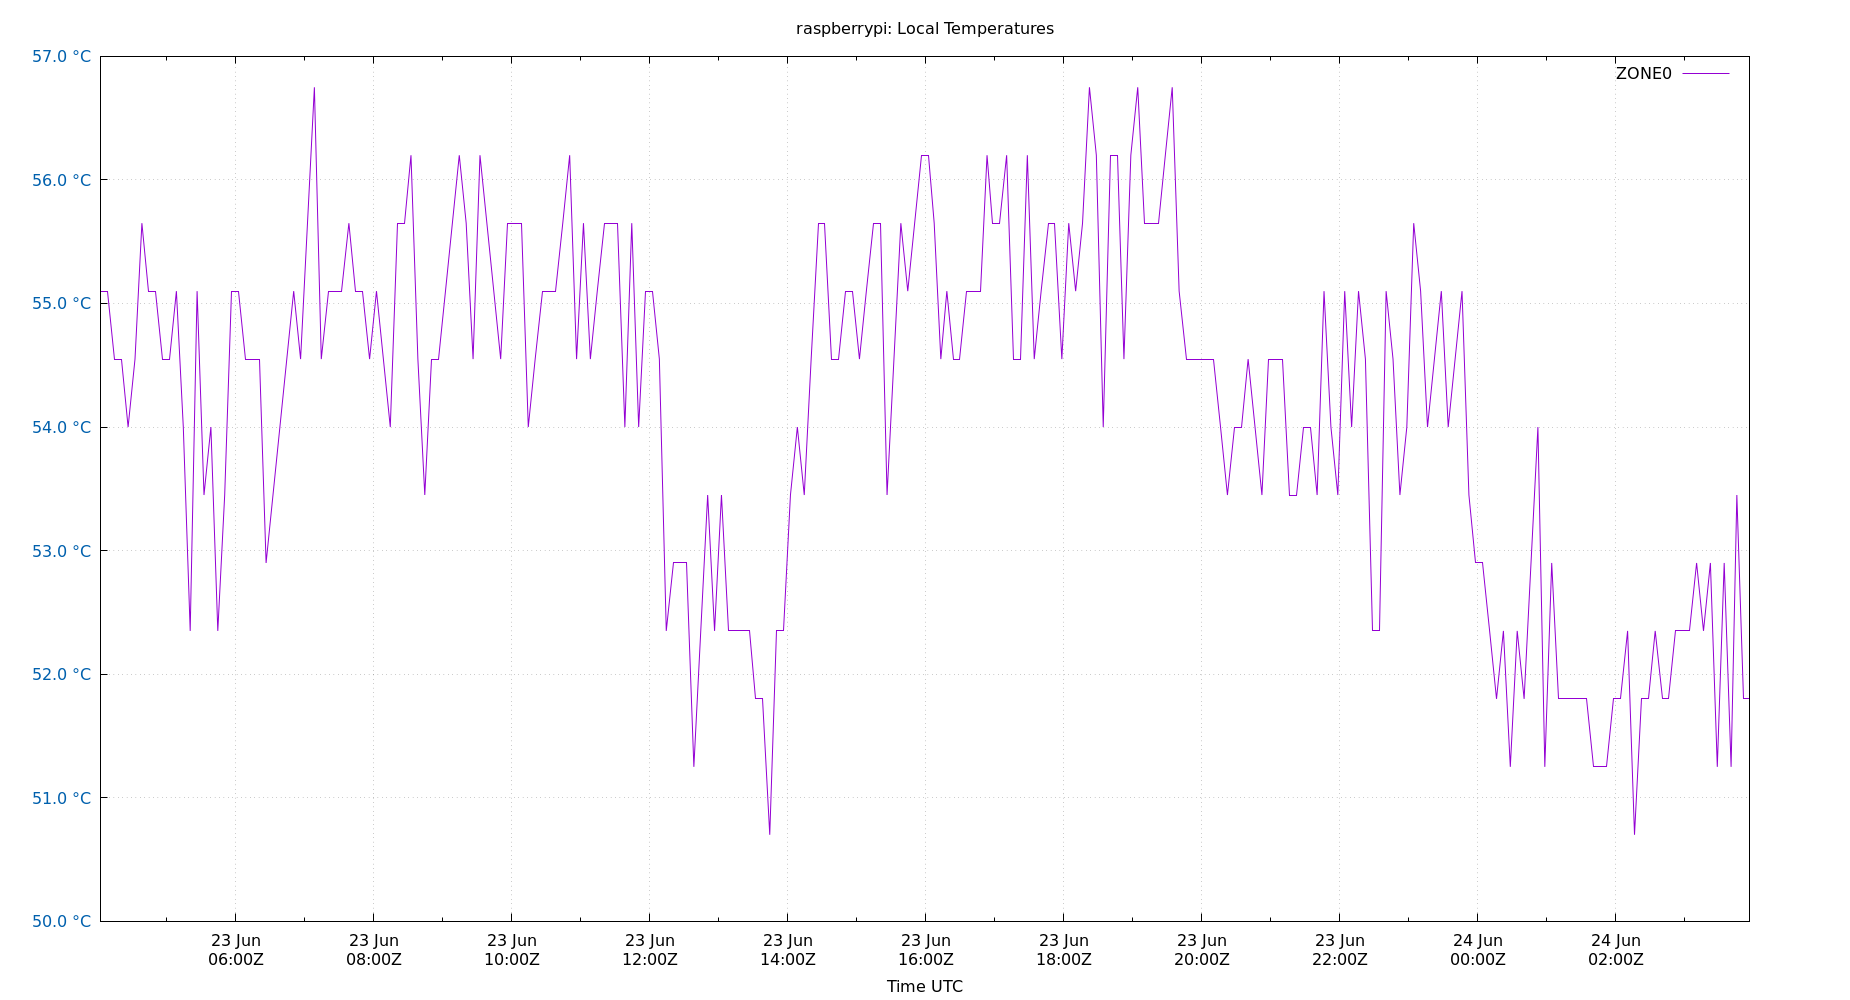 raspberrypi: Local Temperatures
57.0 °C
ZONE0
56.0 °C
55.0 °C
54.0 °C
53.0 °C
52.0 °C
51.0 °C
50.0 °C
23 Jun 23 Jun 23 Jun 23 Jun 23 Jun 23 Jun 23 Jun 23 Jun 23 Jun 24 Jun 24 Jun
06:00Z 08:00Z 10:00Z 12:00Z 14:00Z 16:00Z 18:00Z 20:00Z 22:00Z 00:00Z 02:00Z
Time UTC